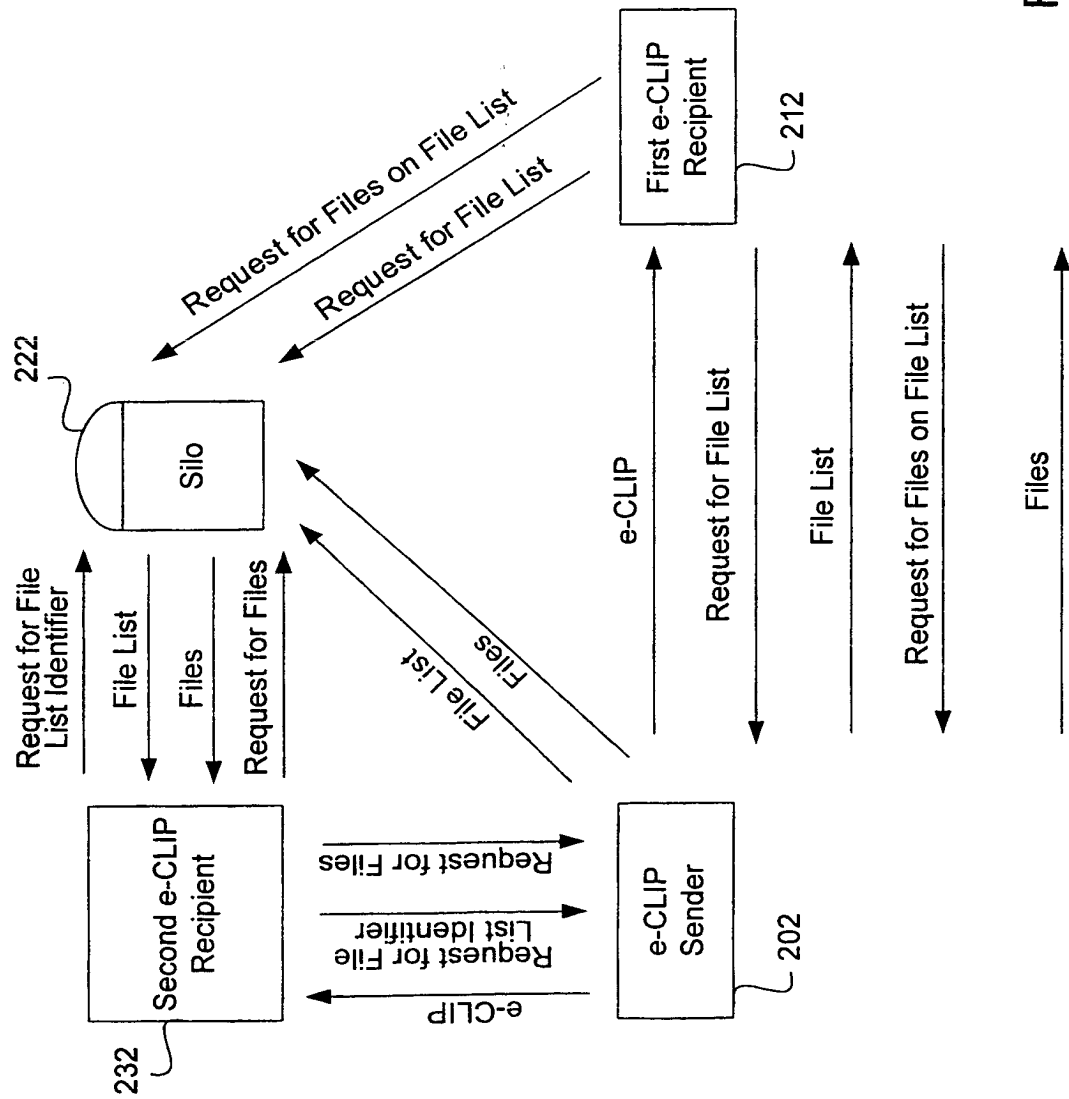 222
Silo
Request for Files on File List
Request for File List
First e-CLIP
Recipient
212
Request for File
List Identifier
File List
Files
Request for Files
232
Second e-CLIP
Recipient
File List
Files
Request for Files
Request for File
List Identifier
e-CLIP
e-CLIP
Sender
202
e-CLIP
Request for File List
File List
Request for Files on File List
Files